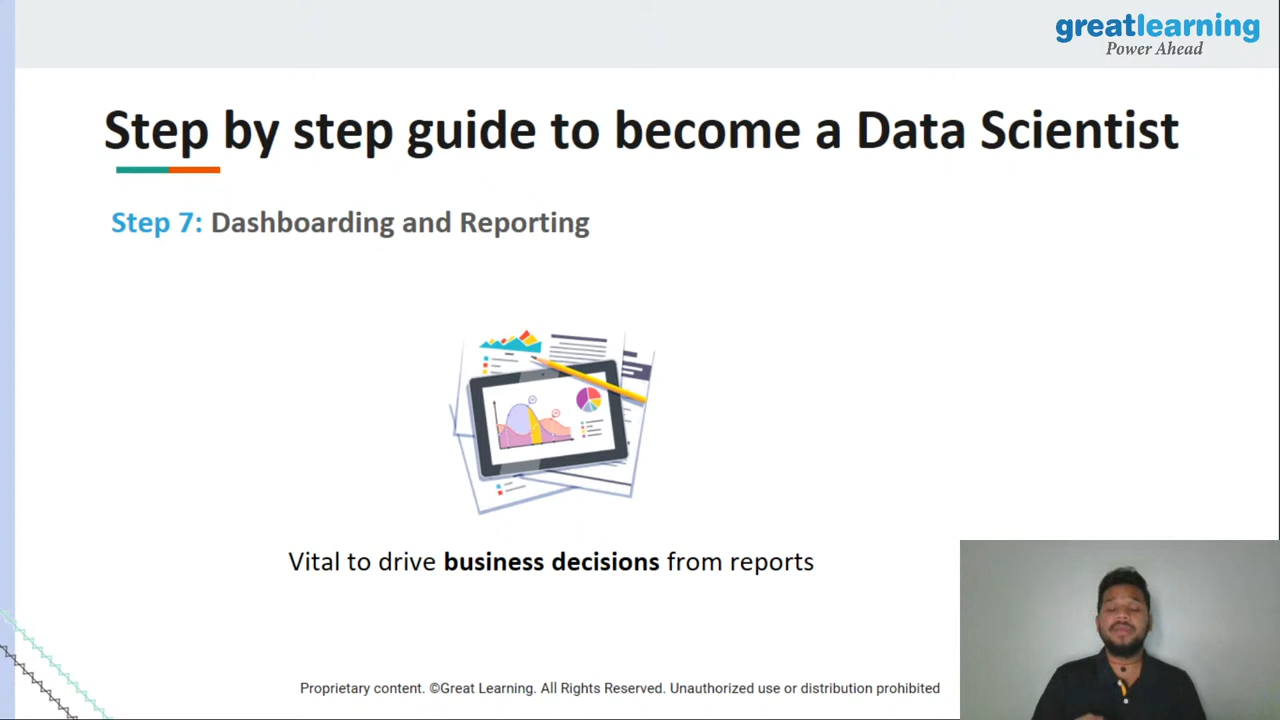 greatlearning
Power Ahead
Step by step guide to become a Data Scientist
Step 7: Dashboarding and Reporting
Vital to drive business decisions from reports
Proprietary content. ©Great Learning. All Rights Reserved. Unauthorized use or distribution prohibited